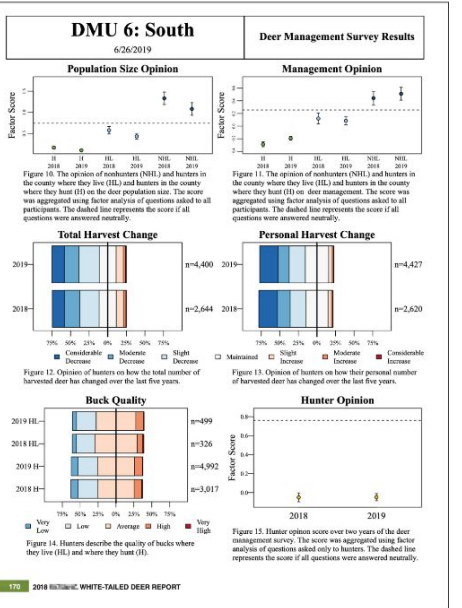 DMU 6: South
6/26/2019
Deer Management Survey Results
Population Size Opinion
Factor Score
H 2018
H 2019
HL 2018
HL 2019
NHL 2018
NHL 2019
Figure 10. The opinion of nonhunters (NHL) and hunters in
the county where they live (HL) and hunters in the county
where they hunt (H) on the deer population size. The score
was aggregated using factor analysis of questions asked to all
participants. The dashed line represents the score if all
questions were answered neutrally.
Management Opinion
Factor Score
H 2018
H 2019
HL 2018
HL 2019
NHL 2018
NHL 2019
Figure 11. The opinion of nonhunters (NHL) and hunters in
the county where they live (HL) and hunters in the county
where they hunt (H) on deer management. The score was
aggregated using factor analysis of questions asked to all
participants. The dashed line represents the score if all
questions were answered neutrally.
Total Harvest Change
2019
n=4,400
2018
n=2,644
75% 50% 25% 0% 25% 50% 75%
Personal Harvest Change
2019
n=4,427
2018
n=2,620
75% 50% 25% 0% 25% 50% 75%
Considerable Decrease
Moderate Decrease
Slight Decrease
Maintained
Slight Increase
Moderate Increase
Considerable Increase
Figure 12. Opinion of hunters on how the total number of
harvested deer has changed over the last five years.
Figure 13. Opinion of hunters on how their personal number
of harvest deer has changed over the last five years.
Buck Quality
2019 HL
n=499
2018 HL
n=326
2019 H
n=4,992
2018 H
n=3,017
75% 50% 25% 0% 25% 50% 75%
Very Low
Low
Average
High
Very High
Figure 14. Hunters describe the quality of bucks where
they live (HL) and where they hunt (H).
Hunter Opinion
Factor Score
0.8
0.6
0.4
0.2
0.0
2018
2019
Figure 15. Hunter opinon score over two years of the deer
management survey. The score was aggregated using factor
analysis of questions asked only to hunters. The dashed line
represents the score if all questions were answered neutrally.
170
2018 WHITE-TAILED DEER REPORT